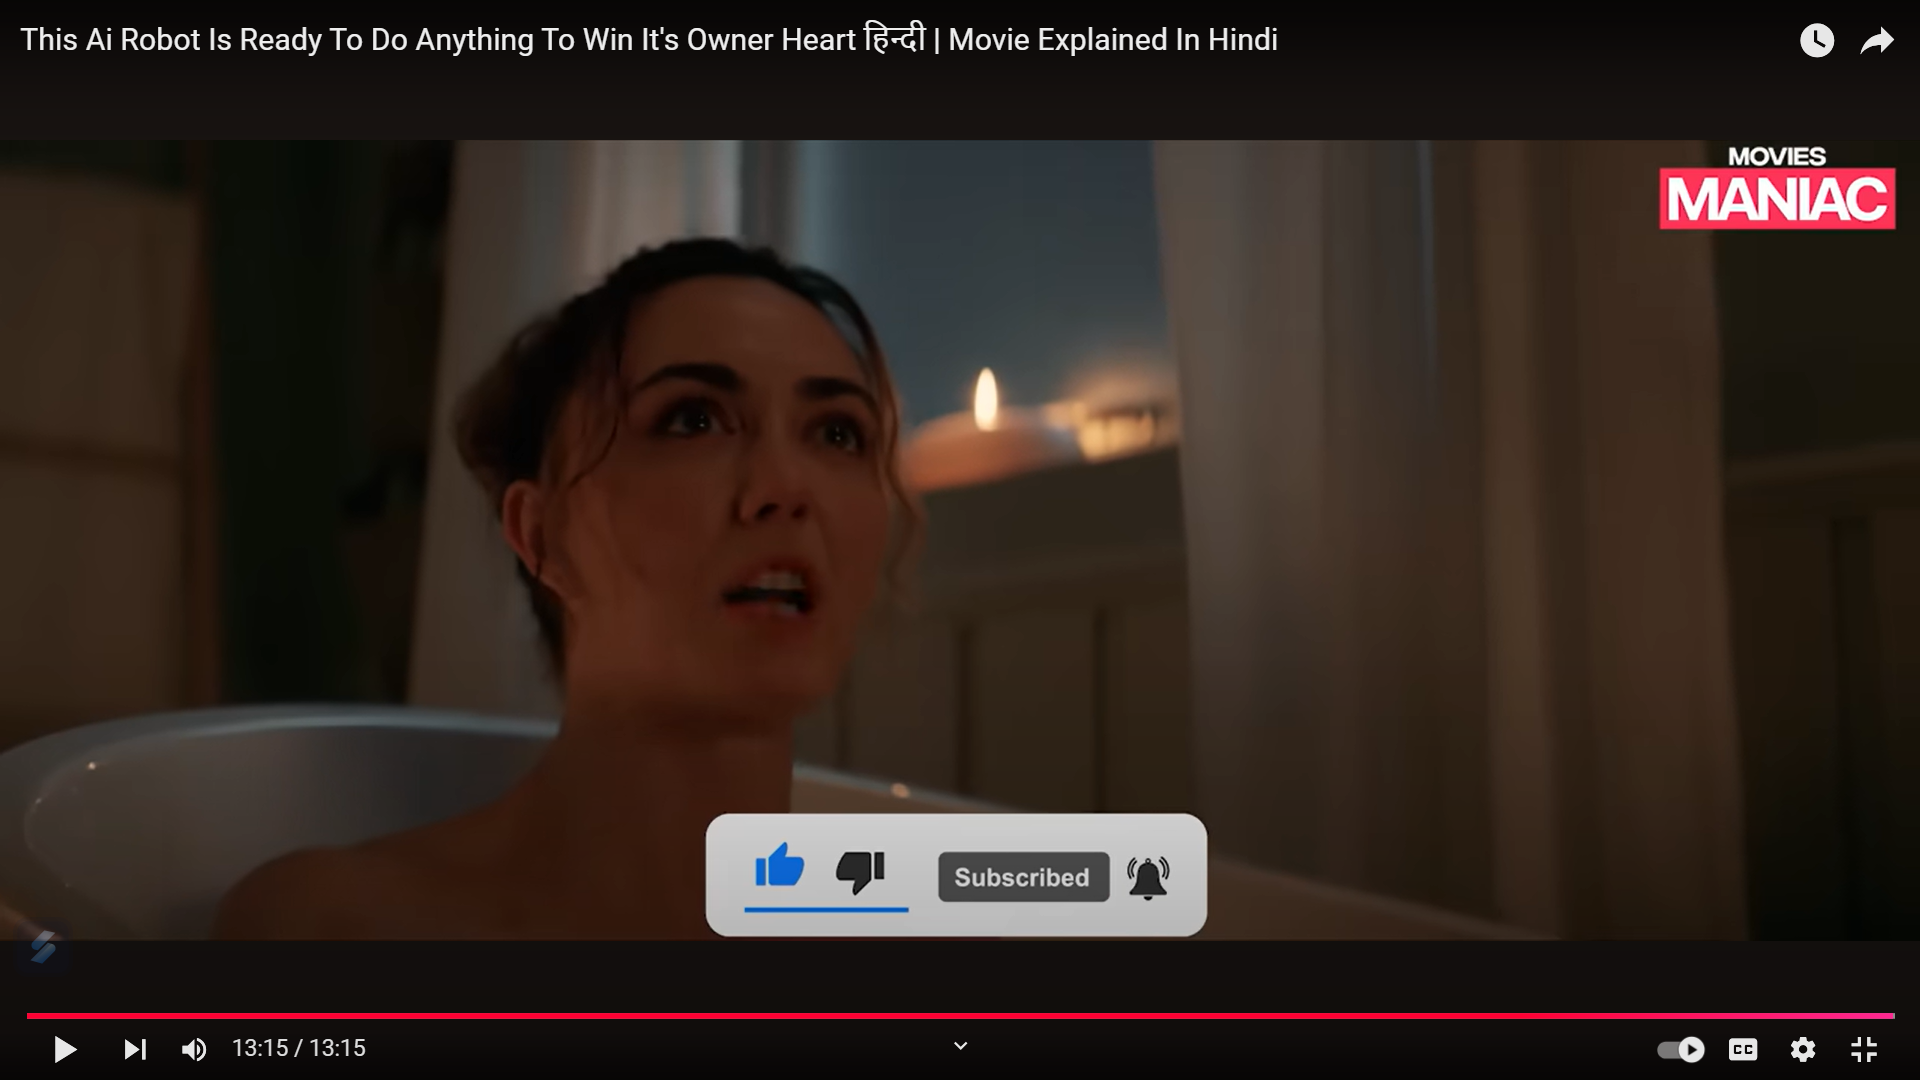 This Ai Robot Is Ready To Do Anything To Win It's Owner Heart हिन्दी | Movie Explained In Hindi
MOVIES
MANIAC
Subscribed
13:15 / 13:15
CC